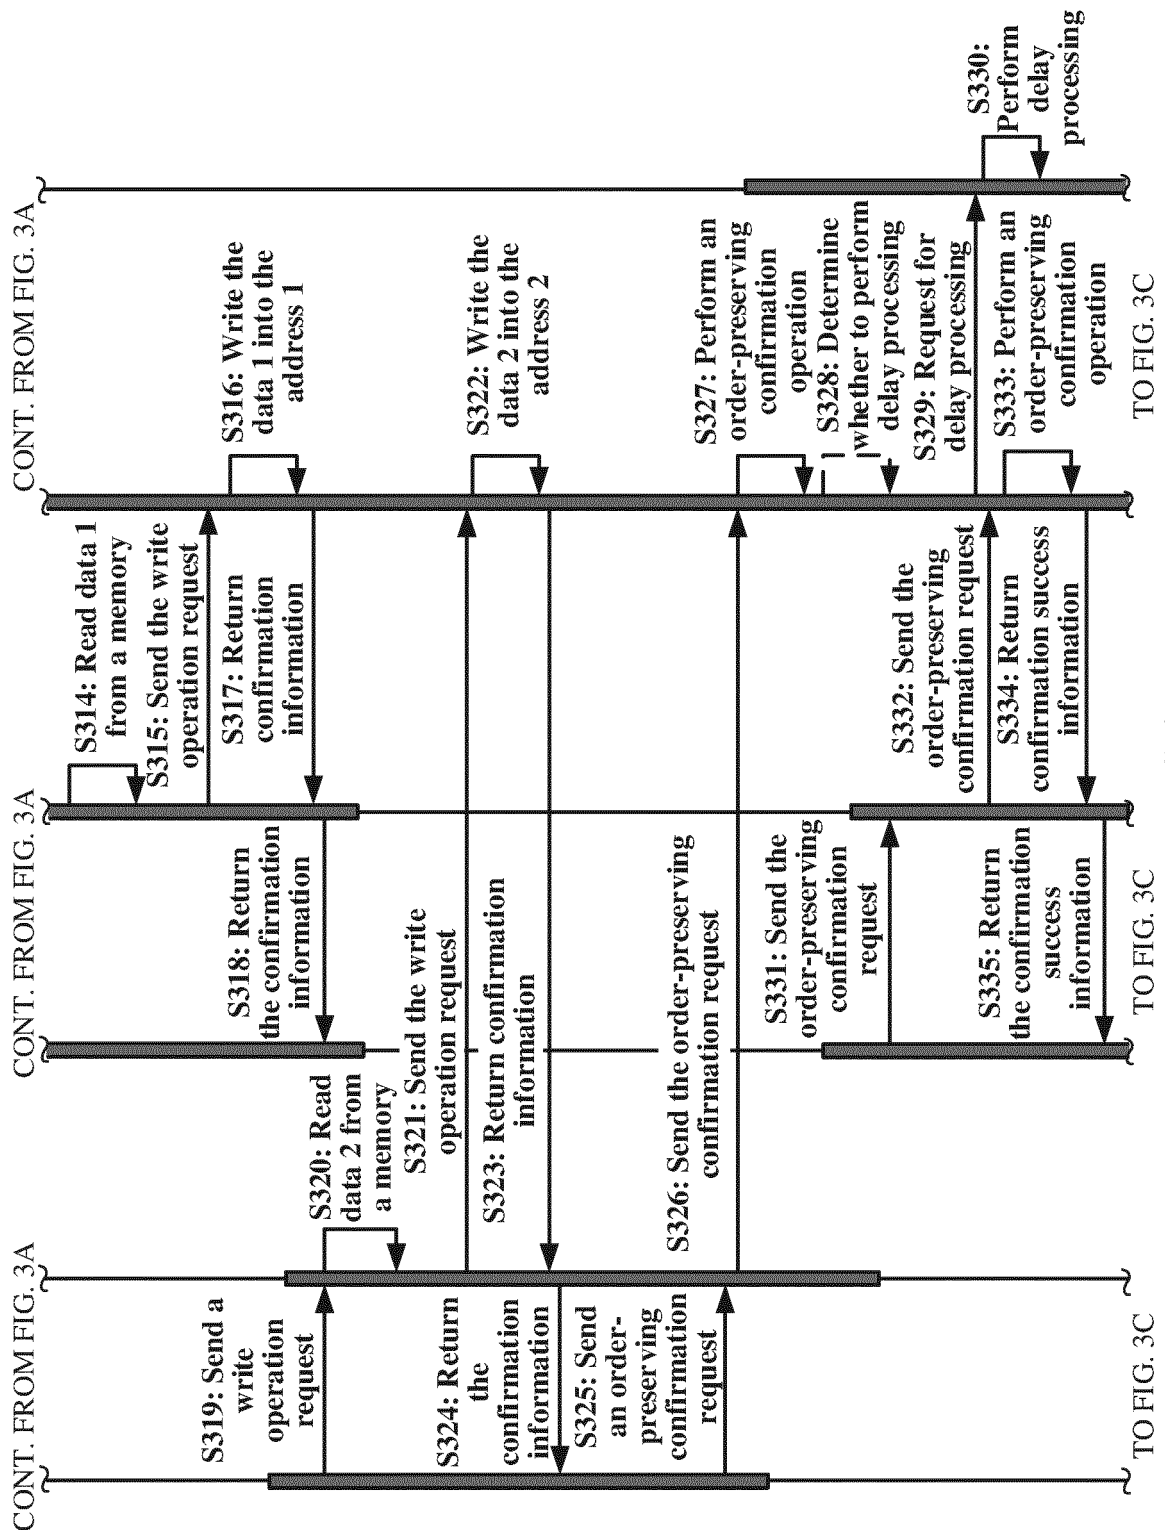 CONT. FROM FIG. 3A
CONT. FROM FIG. 3A
CONT. FROM FIG. 3A
S314: Read data 1
from a memory
S315: Send the write
operation request
S316: Write the
data 1 into the
address 1
S317: Return
confirmation
information
S318: Return
the confirmation
information
S319: Send a
write
operation
request
S320: Read
data 2 from
a memory
S321: Send the write
operation request
S322: Write the
data 2 into the
address 2
S323: Return confirmation
information
S324: Return
the
confirmation
information
S325: Send
an order-
preserving
confirmation
request
S326: Send the order-preserving
confirmation request
S327: Perform an
order-preserving
confirmation
operation
S328: Determine
whether to perform
delay processing
S329: Request for
delay processing
S330:
Perform
delay
processing
S331: Send the
order-preserving
confirmation
request
S332: Send the
order-preserving
confirmation request
S333: Perform an
order-preserving
confirmation
operation
S334: Return
confirmation success
information
S335: Return
the confirmation
success
information
TO FIG. 3C
TO FIG. 3C
TO FIG. 3C